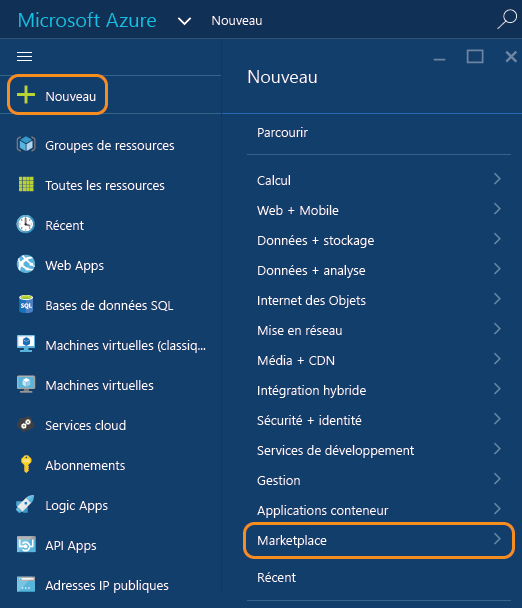 Microsoft Azure Nouveau
Nouveau
Groupes de ressources
Toutes les ressources
Récent
Web Apps
Bases de données SQL
Machines virtuelles (classiq...
Machines virtuelles
Services cloud
Abonnements
Logic Apps
API Apps
Adresses IP publiques
Nouveau
Parcourir
Calcul
Web + Mobile
Données + stockage
Données + analyse
Internet des Objets
Mise en réseau
Média + CDN
Intégration hybride
Sécurité + identité
Services de développement
Gestion
Applications conteneur
Marketplace
Récent